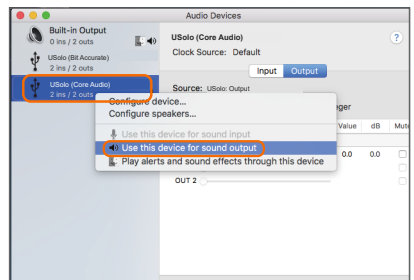 Audio Devices
Built-in Output
0 ins / 2 outs
USolo (Bit Accurate)
2 ins / 2 outs
USolo (Core Audio)
2 ins / 2 outs
USolo (Core Audio)
?
Clock Source: Default
Input Output
Source: USolo: Output
Configure device...
Configure speakers...
Use this device for sound input
Use this device for sound output
Play alerts and sound effects through this device
Value dB Mute
0.0 0.0
OUT 2